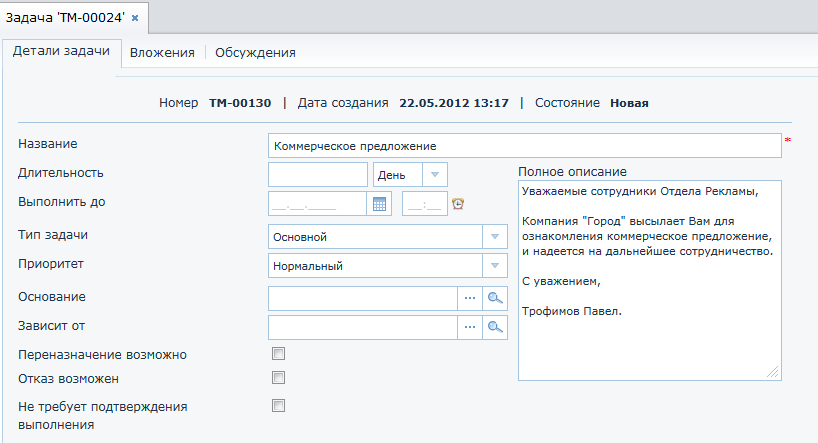 Задача 'TM-00024' ×
Детали задачи Вложения Обсуждения
Номер TM-00130 | Дата создания 22.05.2012 13:17 | Состояние Новая
Название Коммерческое предложение *
Длительность День
Полное описание
Выполнить до __.__.____ __:__
Тип задачи Основной
Приоритет Нормальный
Основание ...
Зависит от ...
Уважаемые сотрудники Отдела Рекламы,
Компания "Город" высылает Вам для
ознакомления коммерческое предложение,
и надеется на дальнейшее сотрудничество.
С уважением,
Трофимов Павел.
Переназначение возможно
Отказ возможен
Не требует подтверждения
выполнения